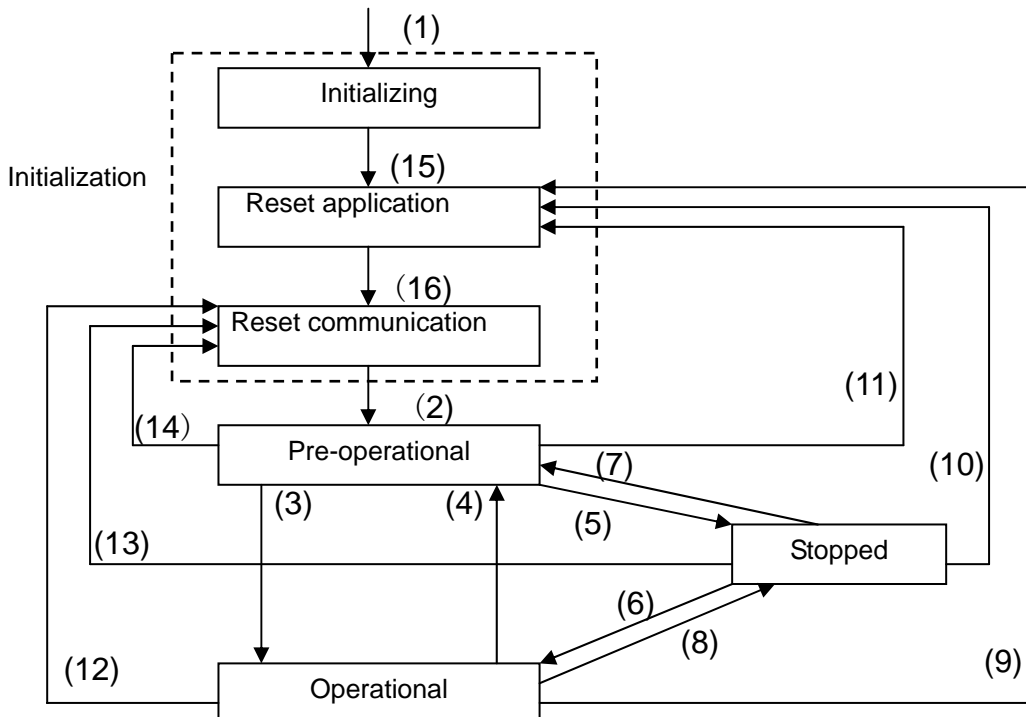 (1)
Initializing
(15)
Initialization
Reset application
（16)
Reset communication
(11)
（2)
(14）
Pre-operational
(7)
(10)
(3)
(4)
(5)
(13)
Stopped
(6)
(8)
(12)
(9)
Operational